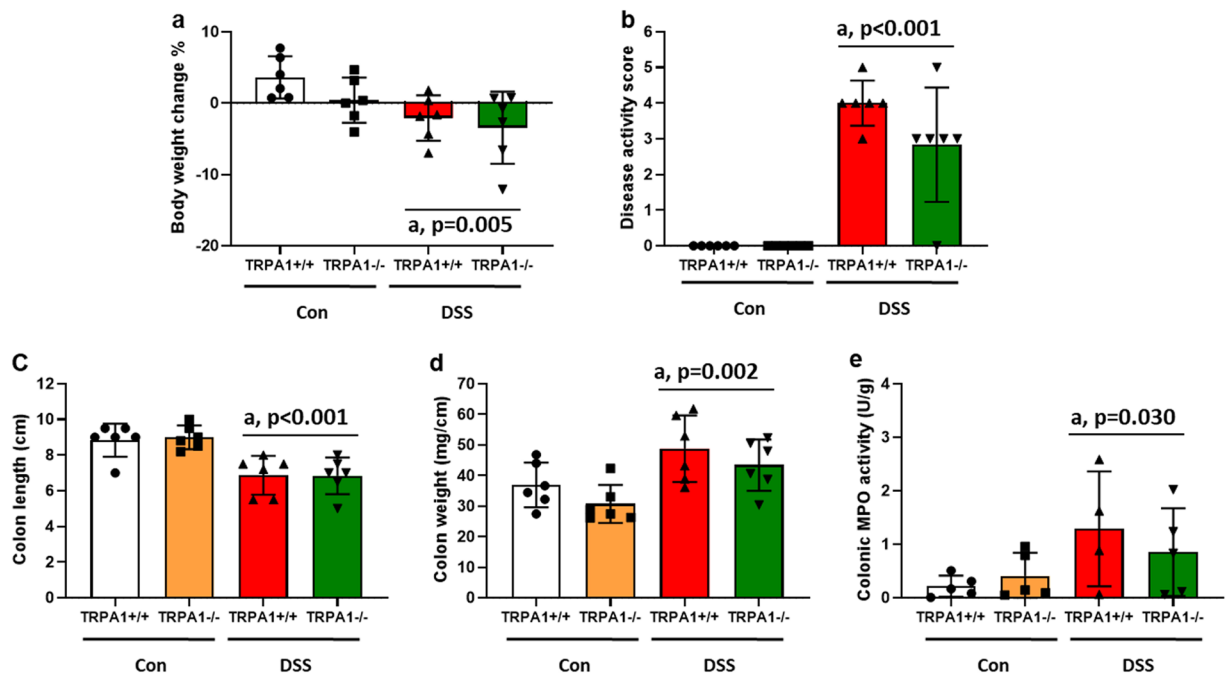 a
Body weight change %
10
0
-10
-20
a, p=0.005
TRPA1+/+ TRPA1-/- TRPA1+/+ TRPA1-/-
Con DSS
b
Disease activity score
6
5
4
3
2
1
0
a, p<0.001
TRPA1+/+ TRPA1-/- TRPA1+/+ TRPA1-/-
Con DSS
c
Colon length (cm)
12
10
8
6
4
2
0
a, p<0.001
TRPA1+/+ TRPA1-/- TRPA1+/+ TRPA1-/-
Con DSS
d
Colon weight (mg/cm)
70
60
50
40
30
20
10
0
a, p=0.002
TRPA1+/+ TRPA1-/- TRPA1+/+ TRPA1-/-
Con DSS
e
Colonic MPO activity (U/g)
4
3
2
1
0
a, p=0.030
TRPA1+/+ TRPA1-/- TRPA1+/+ TRPA1-/-
Con DSS